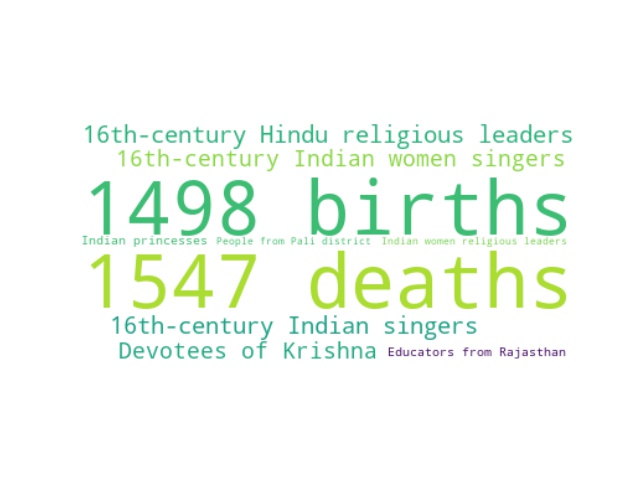 16th-century Hindu religious leaders
16th-century Indian women singers
1498 births
Indian princesses People from Pali district Indian women religious leaders
1547 deaths
16th-century Indian singers
Devotees of Krishna Educators from Rajasthan